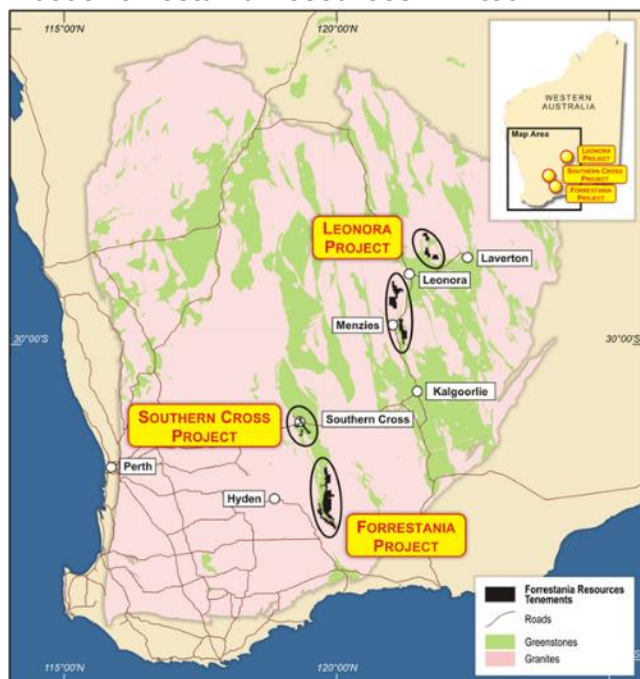 115°00'E
120°00'E
WESTERN
AUSTRALIA
Map Area
LEONORA
PROJECT
SOUTHERN CROSS
PROJECT
FORRESTANIA
PROJECT
LEONORA
PROJECT
Laverton
Leonora
Menzies
30°00'S
30°00'S
Kalgoorlie
SOUTHERN CROSS
PROJECT
Southern Cross
Perth
Hyden
FORRESTANIA
PROJECT
Forrestania Resources
Tenements
Roads
Greenstones
Granites
115°00'E
120°00'E